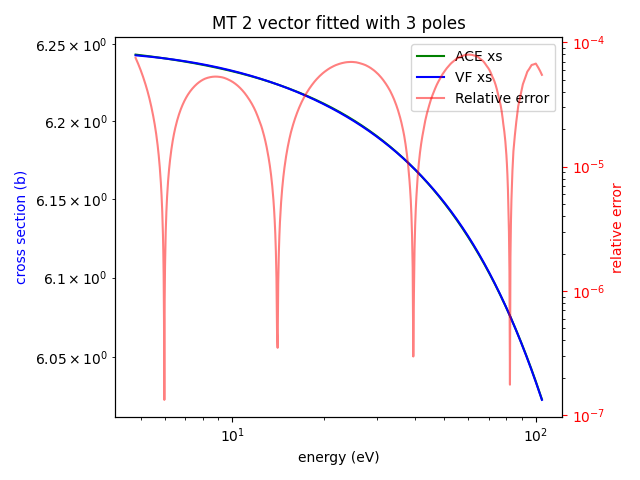 MT 2 vector fitted with 3 poles
6.25 × 10⁰
6.2 × 10⁰
6.15 × 10⁰
6.1 × 10⁰
6.05 × 10⁰
cross section (b)
ACE xs
VF xs
Relative error
10⁻⁴
10⁻⁵
10⁻⁶
10⁻⁷
relative error
10¹
10²
energy (eV)